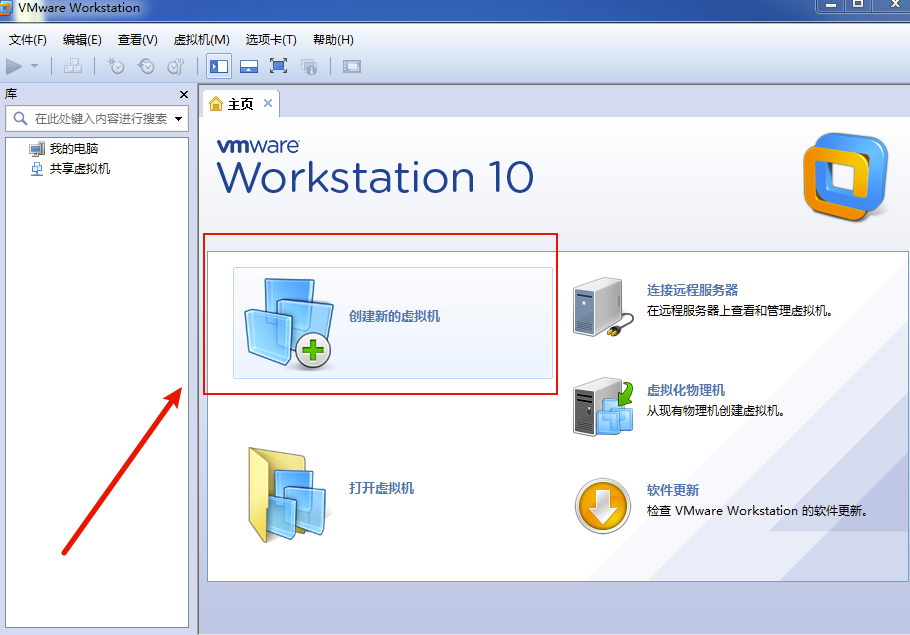 VMware Workstation
文件(F) 编辑(E) 查看(V) 虚拟机(M) 选项卡(T) 帮助(H)
库
在此处键入内容进行搜索
我的电脑
共享虚拟机
主页
vmware
Workstation 10
创建新的虚拟机
打开虚拟机
连接远程服务器
在远程服务器上查看和管理虚拟机。
虚拟化物理机
从现有物理机创建虚拟机。
软件更新
检查 VMware Workstation 的软件更新。